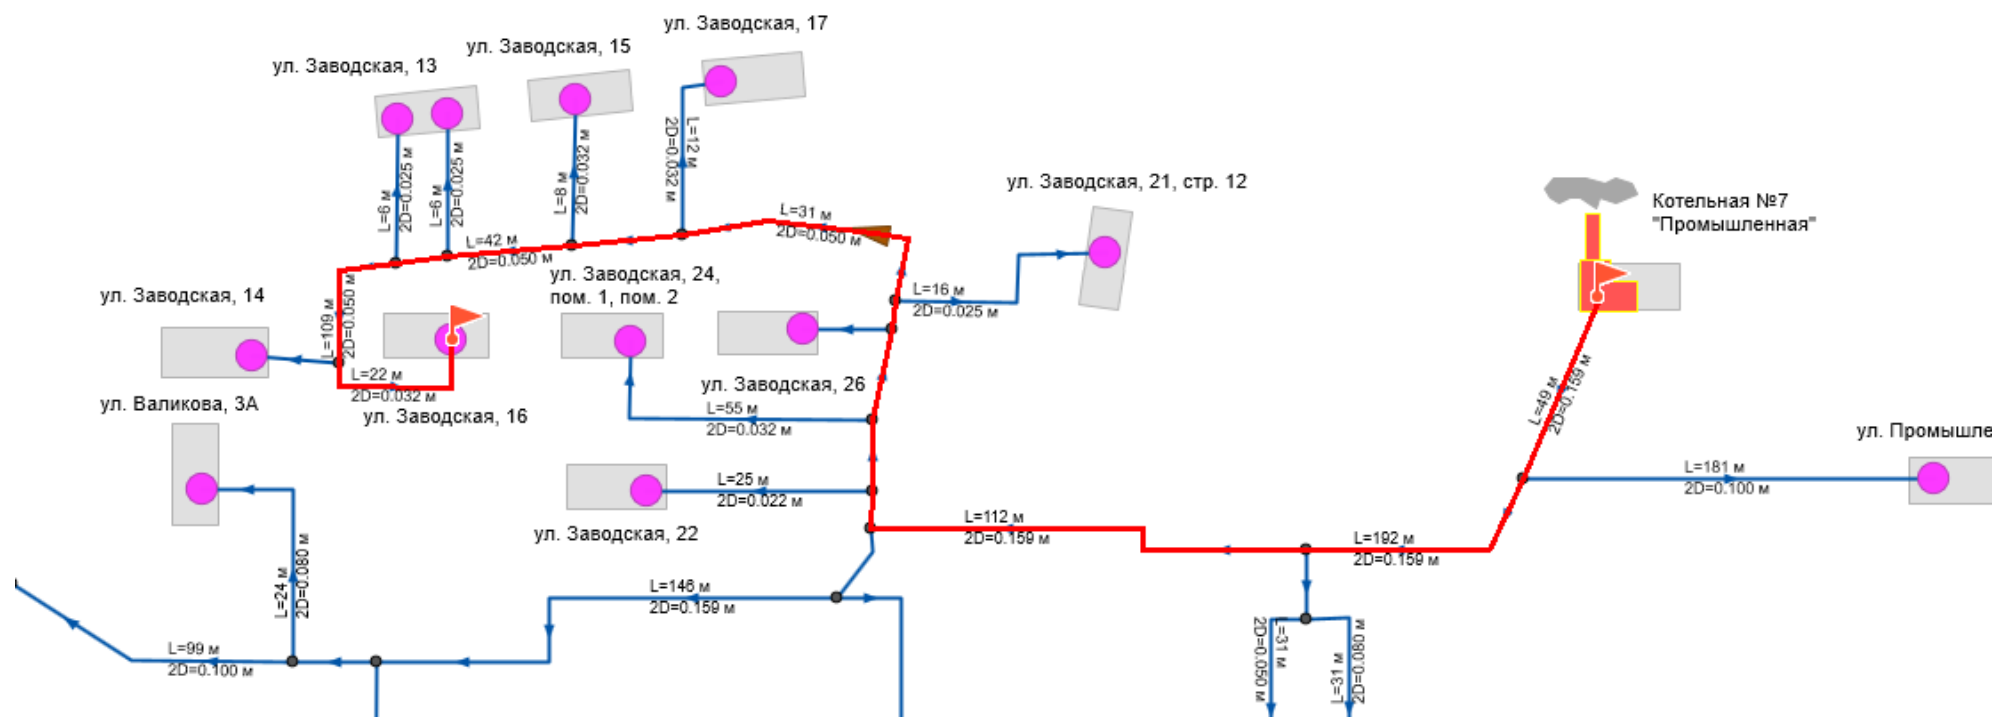 ул. Заводская, 17
ул. Заводская, 15
ул. Заводская, 13
L=12 м
2D=0.032 м
L=8 м
2D=0.032 м
L=6 м
2D=0.025 м
L=6 м
2D=0.025 м
ул. Заводская, 21, стр. 12
Котельная №7
"Промышленная"
L=31 м
2D=0.050 м
L=42 м
2D=0.050 м
ул. Заводская, 24,
пом. 1, пом. 2
L=16 м
2D=0.025 м
ул. Заводская, 14
L=109 м
2D=0.050 м
L=22 м
2D=0.032 м
ул. Заводская, 16
ул. Заводская, 26
L=49 м
2D=0.159 м
ул. Валикова, 3А
L=55 м
2D=0.032 м
ул. Промышле
L=181 м
2D=0.100 м
L=25 м
2D=0.022 м
ул. Заводская, 22
L=112 м
2D=0.159 м
L=192 м
2D=0.159 м
L=24 м
2D=0.080 м
L=146 м
2D=0.159 м
L=99 м
2D=0.100 м
L=31 м
2D=0.050 м
L=31 м
2D=0.080 м